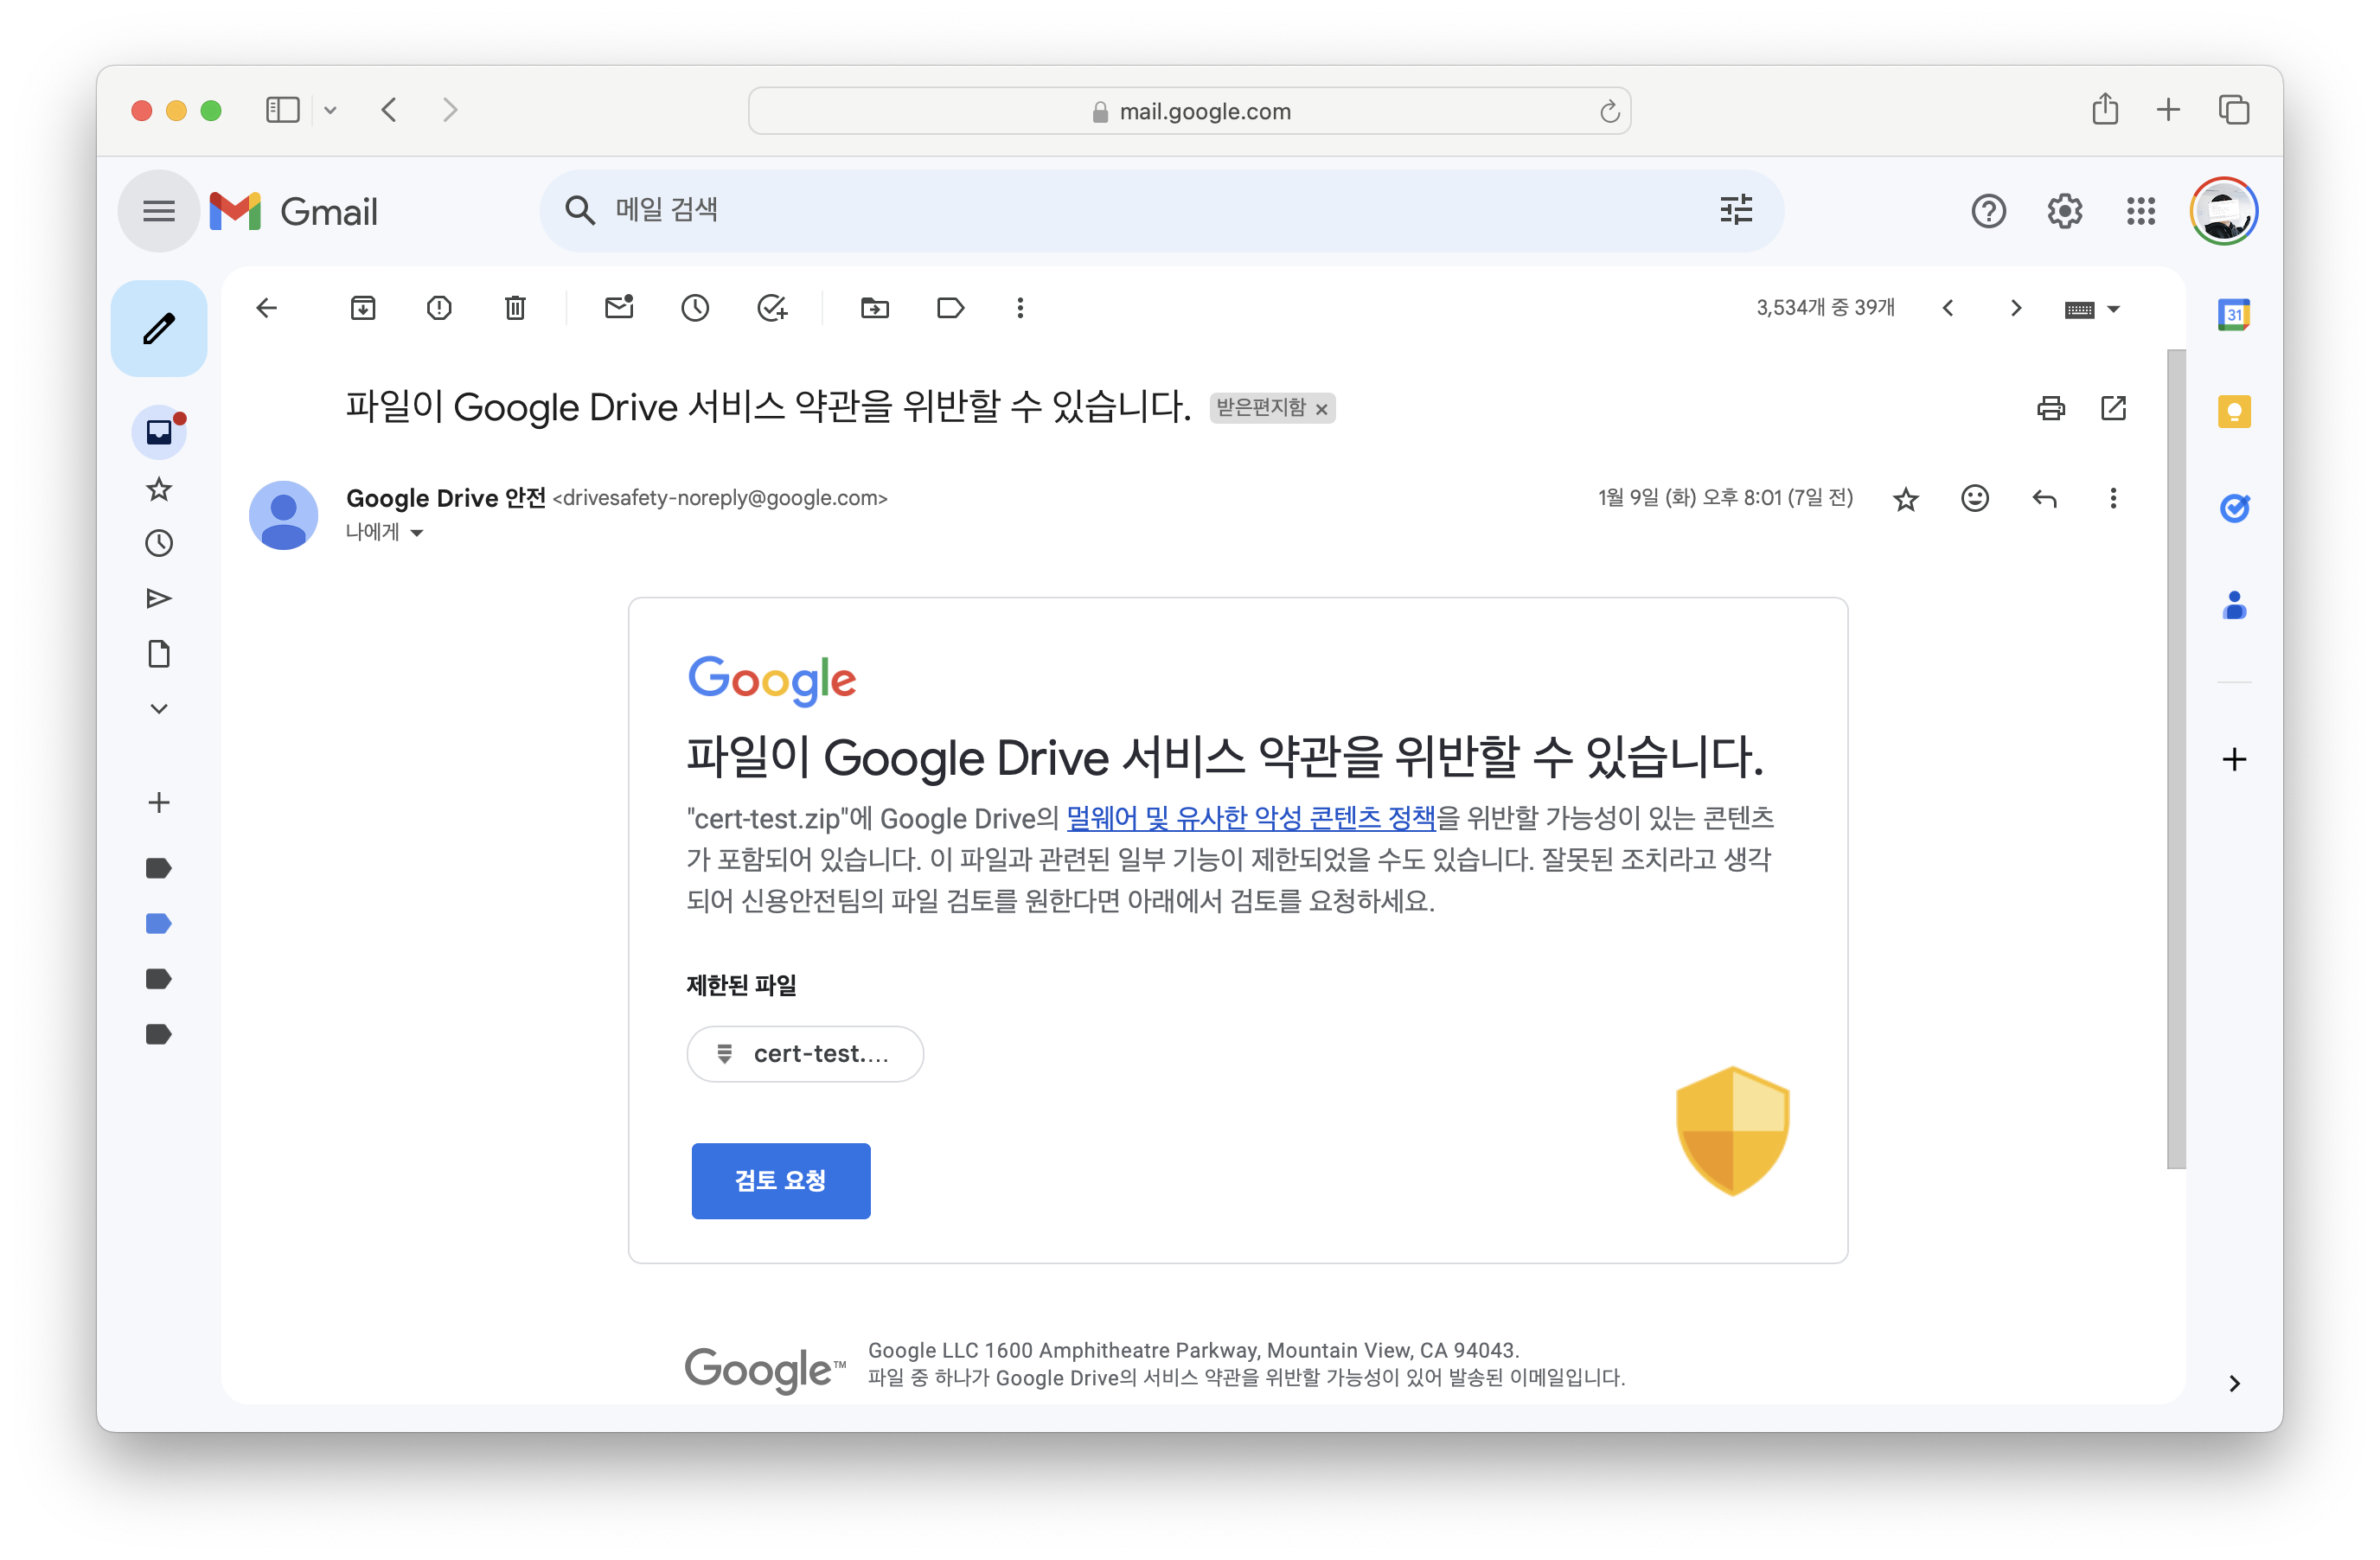 mail.google.com
Gmail
메일 검색
3,534개 중 39개
31
파일이 Google Drive 서비스 약관을 위반할 수 있습니다. 받은편지함 ×
Google Drive 안전 <drivesafety-noreply@google.com>
1월 9일 (화) 오후 8:01 (7일 전)
나에게
Google
파일이 Google Drive 서비스 약관을 위반할 수 있습니다.
"cert-test.zip"에 Google Drive의 멀웨어 및 유사한 악성 콘텐츠 정책을 위반할 가능성이 있는 콘텐츠
가 포함되어 있습니다. 이 파일과 관련된 일부 기능이 제한되었을 수도 있습니다. 잘못된 조치라고 생각
되어 신용안전팀의 파일 검토를 원한다면 아래에서 검토를 요청하세요.
제한된 파일
cert-test....
검토 요청
Google™
Google LLC 1600 Amphitheatre Parkway, Mountain View, CA 94043.
파일 중 하나가 Google Drive의 서비스 약관을 위반할 가능성이 있어 발송된 이메일입니다.